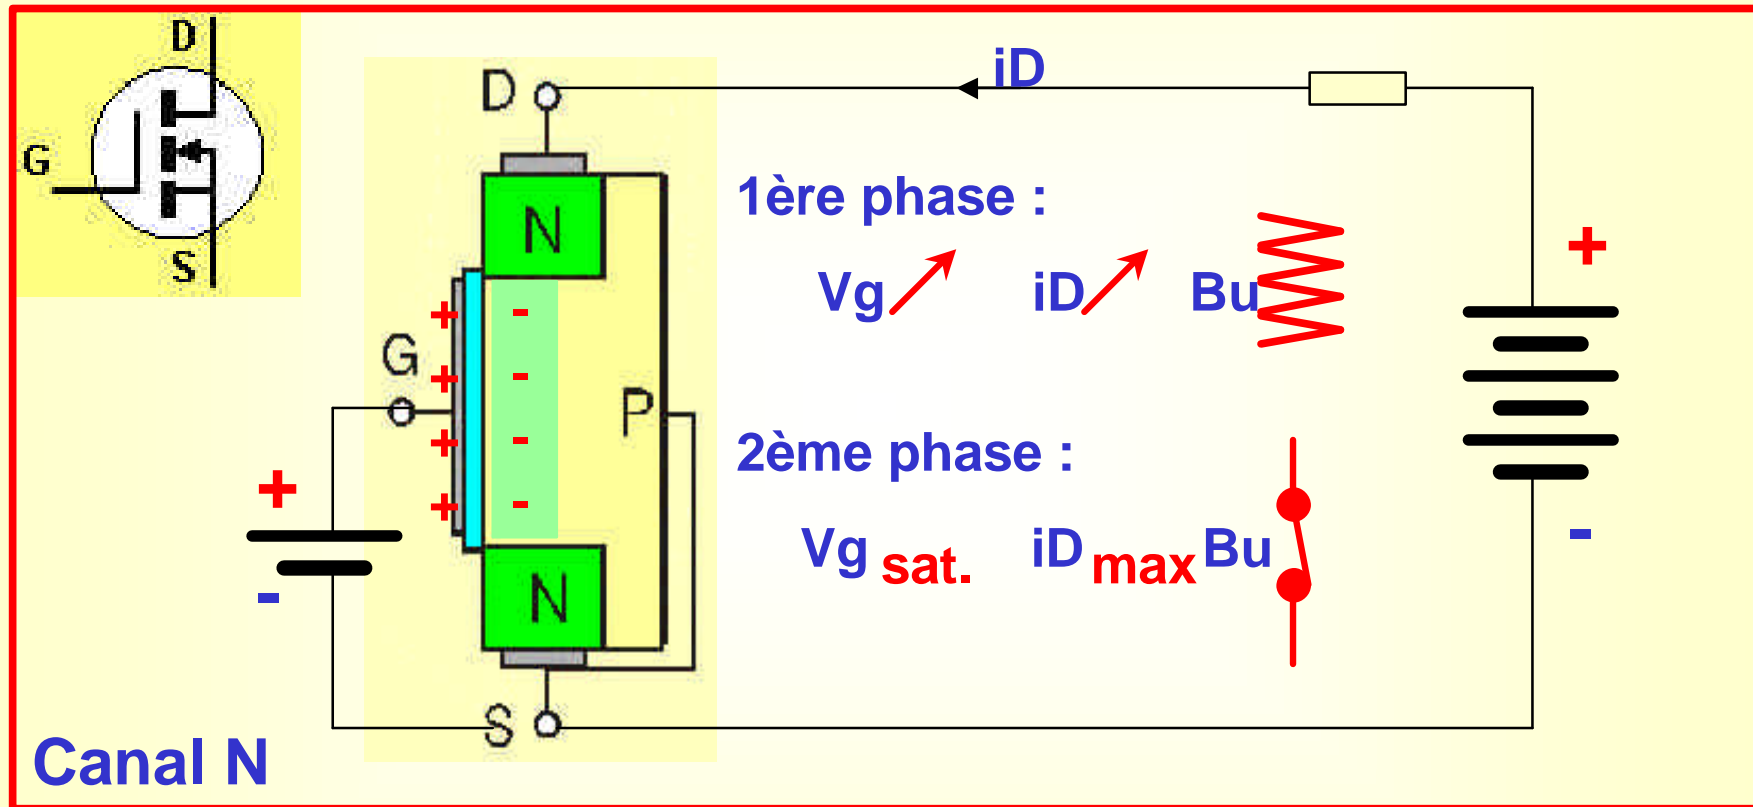 D
G
S
D
iD
N
1ère phase :
+
Vg iD Bu
+ -
G
+ -
P
+ -
2ème phase :
+
+ -
Vg sat. iD max Bu
-
N
-
S
Canal N